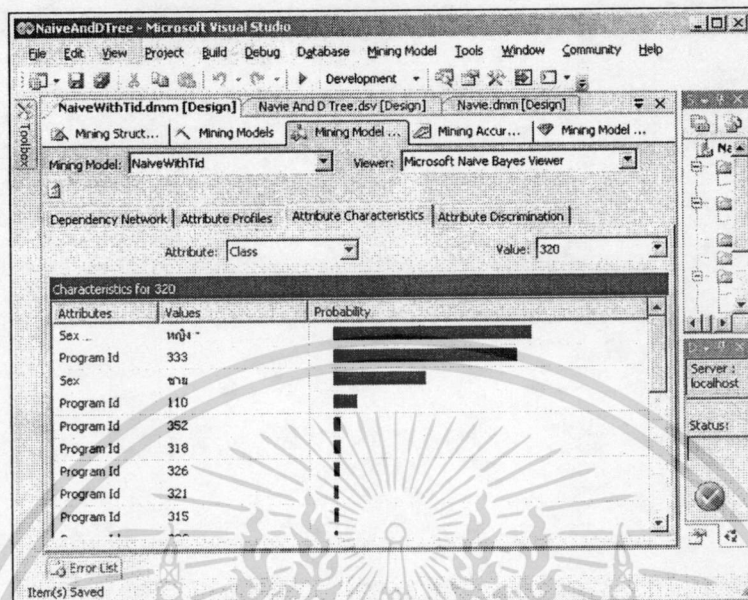 NaiveAndDTree - Microsoft Visual Studio
File Edit View Project Build Debug Database Mining Model Tools Window Community Help
Development
NaiveWithTid.dmm [Design] Navie And D Tree.dsv [Design] Navie.dmm [Design]
Toolbox
Mining Struct... Mining Models Mining Model ... Mining Accur... Mining Model ...
Mining Model: NaiveWithTid Viewer: Microsoft Naive Bayes Viewer
Dependency Network Attribute Profiles Attribute Characteristics Attribute Discrimination
Attribute: Class Value: 320
Characteristics for 320
Attributes Values Probability
Sex หญิง
Program Id 333
Sex ชาย
Program Id 110
Program Id 352
Program Id 318
Program Id 326
Program Id 321
Program Id 315
Server :
localhost
Status:
Error List
Item(s) Saved